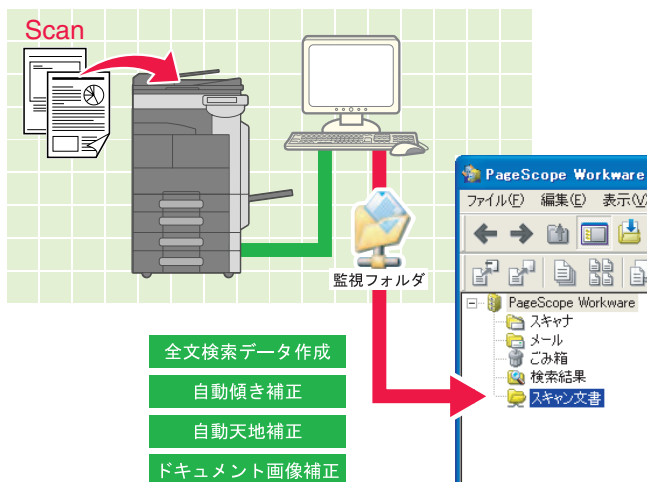 Scan
監視フォルダ
全文検索データ作成
自動傾き補正
自動天地補正
ドキュメント画像補正
PageScope Workware
ファイル(F) 編集(E) 表示(V)
PageScope Workware
スキャナ
メール
ごみ箱
検索結果
スキャン文書